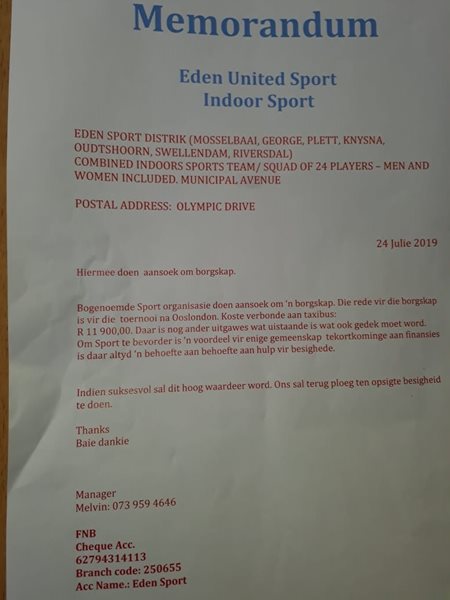 Memorandum
Eden United Sport
Indoor Sport
EDEN SPORT DISTRIK (MOSSELBAAI, GEORGE, PLETT, KNYSNA,
OUDTSHOORN, SWELLENDAM, RIVERSDAL)
COMBINED INDOORS SPORTS TEAM/ SQUAD OF 24 PLAYERS – MEN AND
WOMEN INCLUDED. MUNICIPAL AVENUE
POSTAL ADDRESS: OLYMPIC DRIVE
24 Julie 2019
Hiermee doen aansoek om borgskap.
Bogenoemde Sport organisasie doen aansoek om 'n borgskap. Die rede vir die borgskap
is vir die toernooi na Ooslonden. Koste verbonde aan taxibus:
R 11 900,00. Daar is nog ander uitgawes wat uistaande is wat ook gedek moet word.
Om Sport te bevorder is 'n voordeel vir enige gemeenskap tekortkominge aan finansies
is daar altyd 'n behoefte aan behoefte aan hulp vir besighede.
Indien suksesvol sal dit hoog waardeer word. Ons sal terug ploeg ten opsigte besigheid
te doen.
Thanks
Baie dankie
Manager
Melvin: 073 959 4646
FNB
Cheque Acc.
62794314113
Branch code: 250655
Acc Name.: Eden Sport